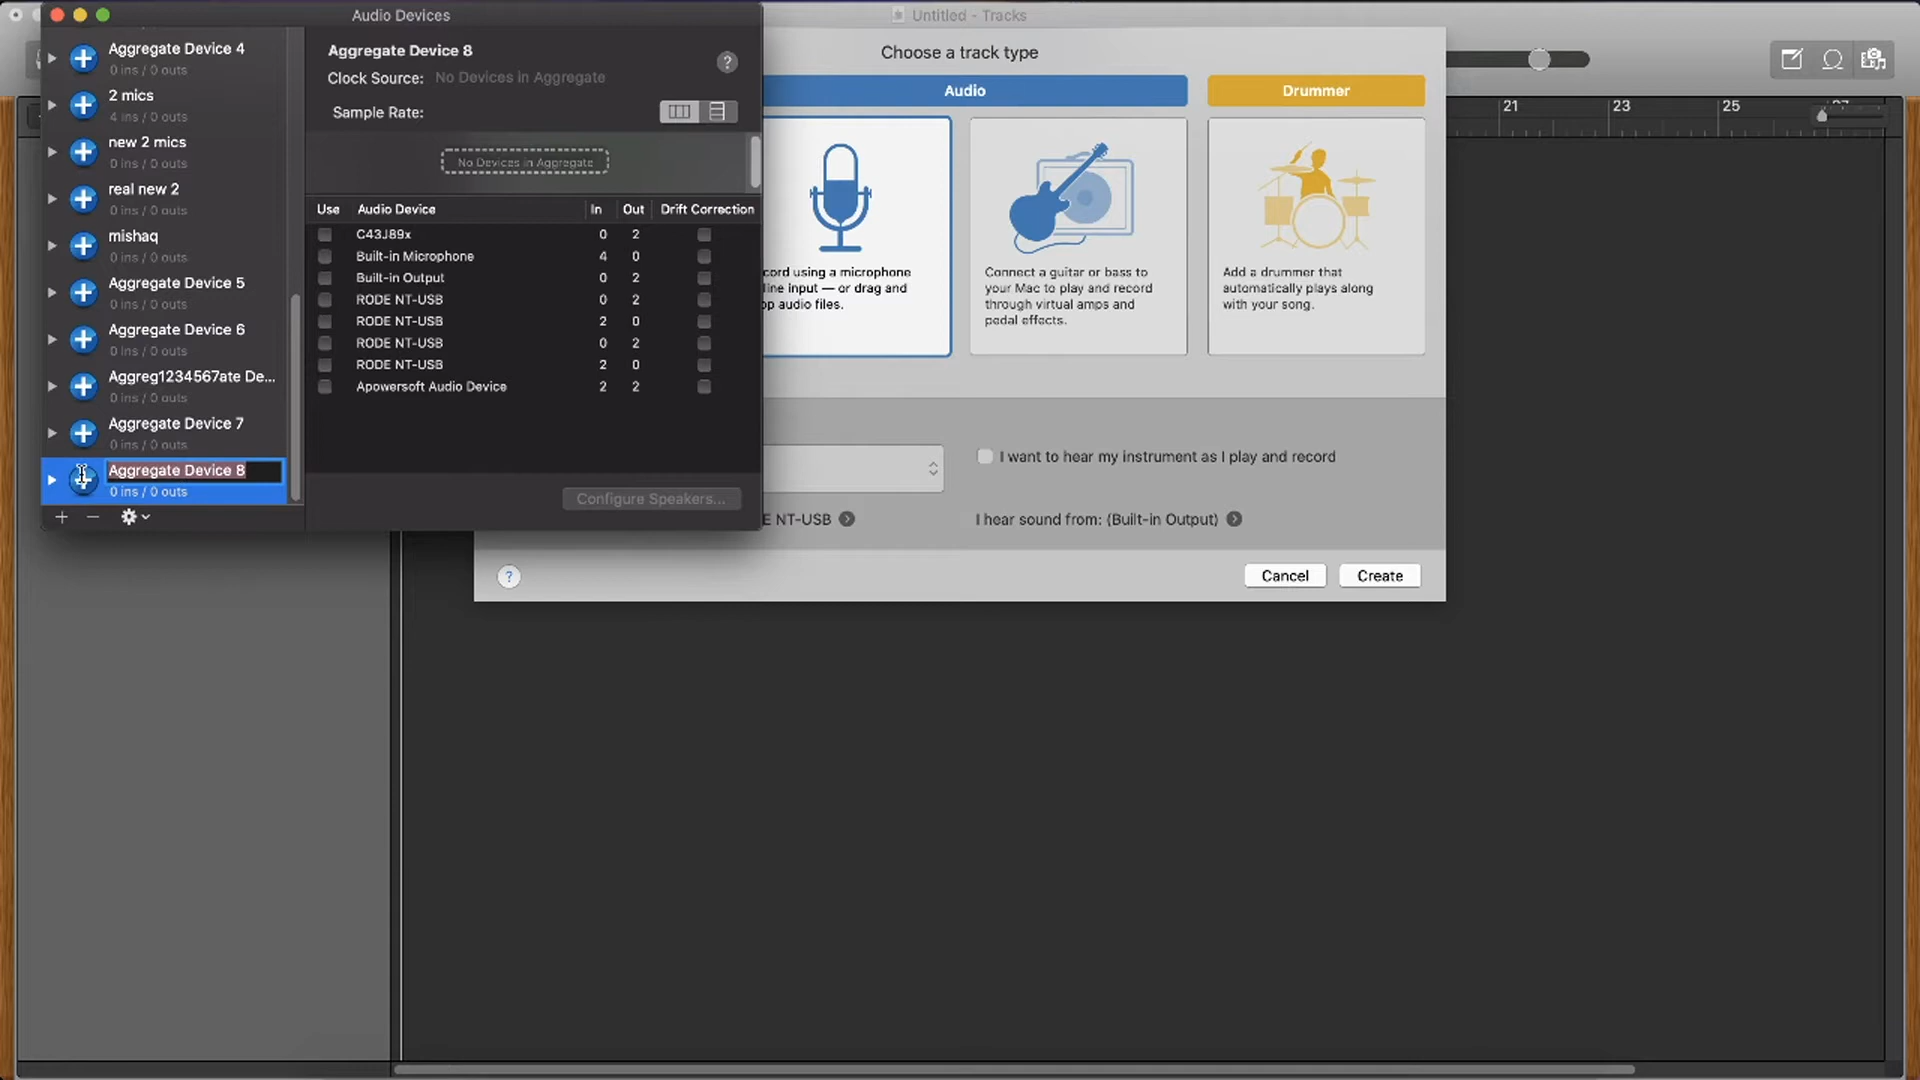 Audio Devices
Untitled - Tracks
Aggregate Device 4
0 ins / 0 outs
2 mics
4 ins / 0 outs
new 2 mics
0 ins / 0 outs
real new 2
0 ins / 0 outs
mishaq
0 ins / 0 outs
Aggregate Device 5
0 ins / 0 outs
Aggregate Device 6
0 ins / 0 outs
Aggreg1234567ate De...
0 ins / 0 outs
Aggregate Device 7
0 ins / 0 outs
Aggregate Device 8
0 ins / 0 outs
Aggregate Device 8
?
Clock Source: No Devices in Aggregate
Sample Rate:
No Devices in Aggregate
Use Audio Device In Out Drift Correction
C43J89x 0 2
Built-in Microphone 4 0
Built-in Output 0 2
RODE NT-USB 0 2
RODE NT-USB 2 0
RODE NT-USB 0 2
RODE NT-USB 2 0
Apowersoft Audio Device 2 2
Configure Speakers...
Choose a track type
Audio
Drummer
cord using a microphone
line input — or drag and
op audio files.
Connect a guitar or bass to
your Mac to play and record
through virtual amps and
pedal effects.
Add a drummer that
automatically plays along
with your song.
I want to hear my instrument as I play and record
E NT-USB
I hear sound from: (Built-in Output)
?
Cancel
Create
21
23
25